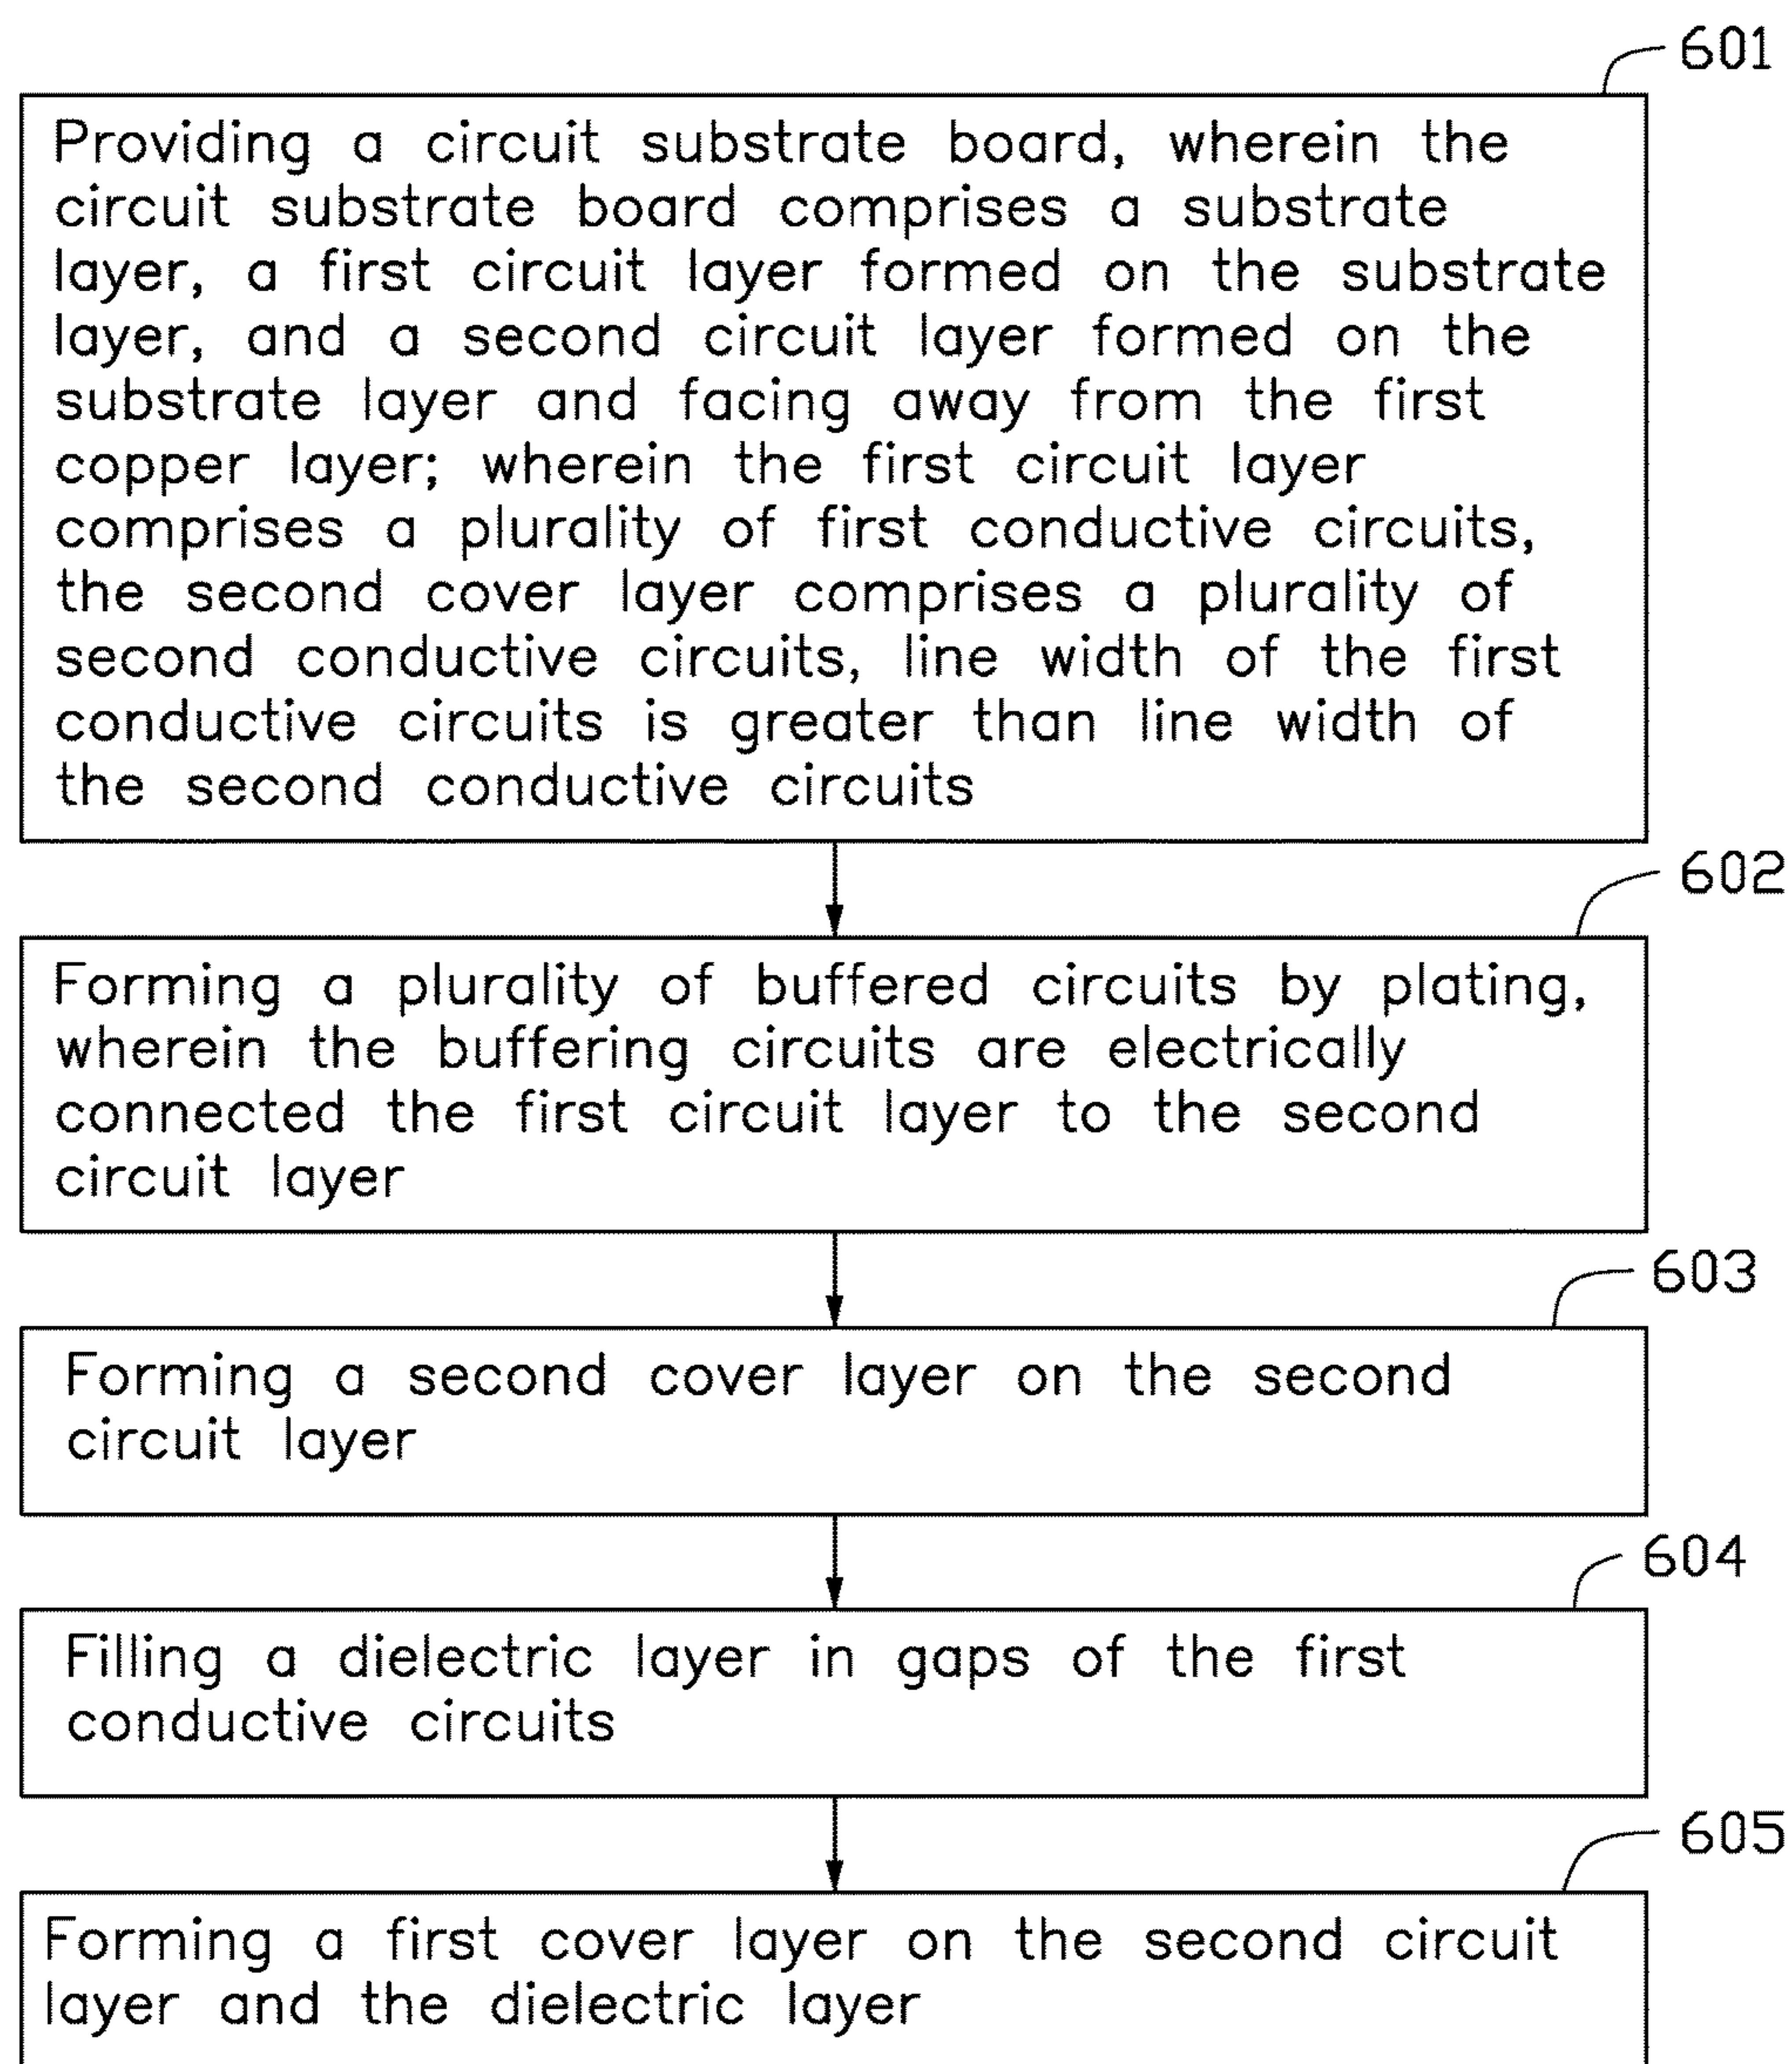 601
Providing a circuit substrate board, wherein the
circuit substrate board comprises a substrate
layer, a first circuit layer formed on the substrate
layer, and a second circuit layer formed on the
substrate layer and facing away from the first
copper layer; wherein the first circuit layer
comprises a plurality of first conductive circuits,
the second cover layer comprises a plurality of
second conductive circuits, line width of the first
conductive circuits is greater than line width of
the second conductive circuits
602
Forming a plurality of buffered circuits by plating,
wherein the buffering circuits are electrically
connected the first circuit layer to the second
circuit layer
603
Forming a second cover layer on the second
circuit layer
604
Filling a dielectric layer in gaps of the first
conductive circuits
605
Forming a first cover layer on the second circuit
layer and the dielectric layer